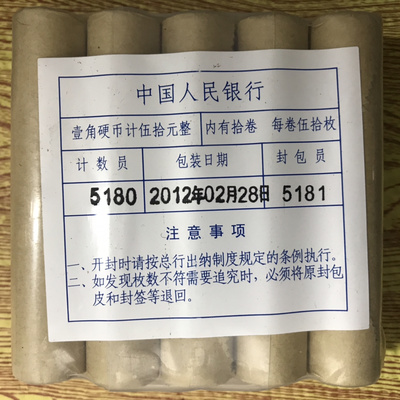 中国人民银行
壹角硬币计伍拾元整 内有拾卷 每卷伍拾枚
计数员 包装日期 封包员
5180 2012年02月28日 5181
注意事项
一、开封时请按总行出纳制度规定的条例执行。
二、如发现枚数不符需要追究时，必须将原封包
皮和封签等退回。